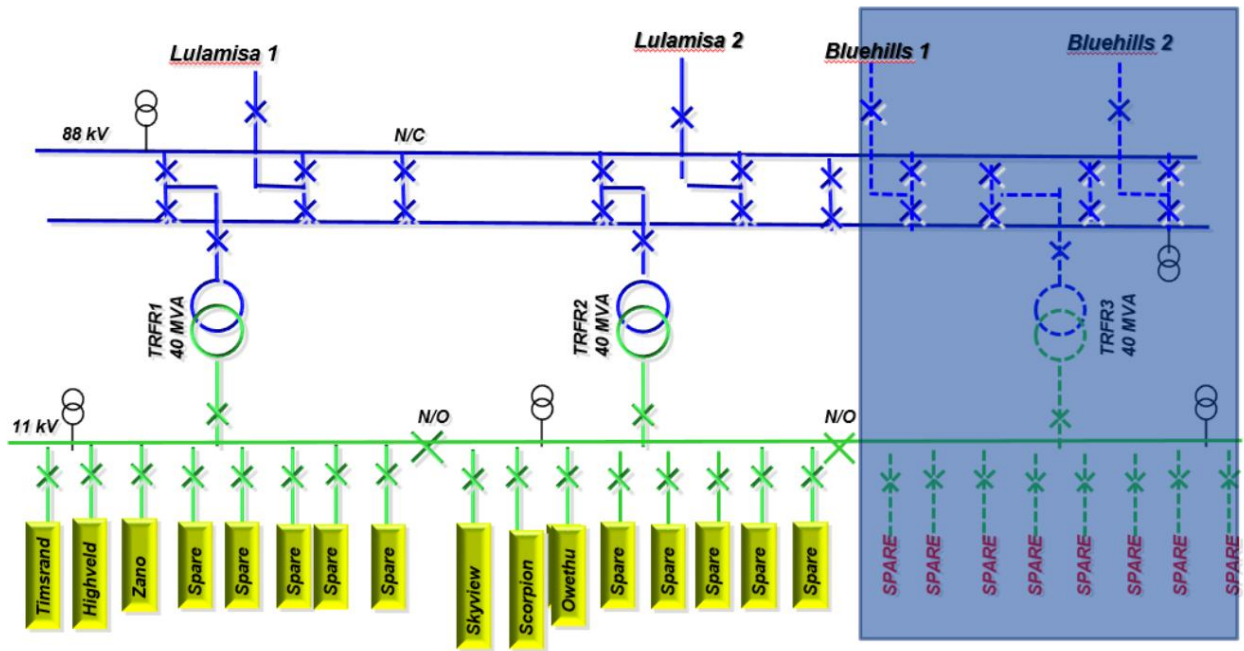 Lulamisa 1
Lulamisa 2
Bluehills 1
Bluehills 2
88 kV
N/C
TRFR1
40 MVA
TRFR2
40 MVA
TRFR3
40 MVA
11 kV
N/O
N/O
Timsrand
Highveld
Zano
Spare
Spare
Spare
Spare
Spare
Skyview
Scorpion
Owethu
Spare
Spare
Spare
Spare
Spare
SPARE
SPARE
SPARE
SPARE
SPARE
SPARE
SPARE
SPARE